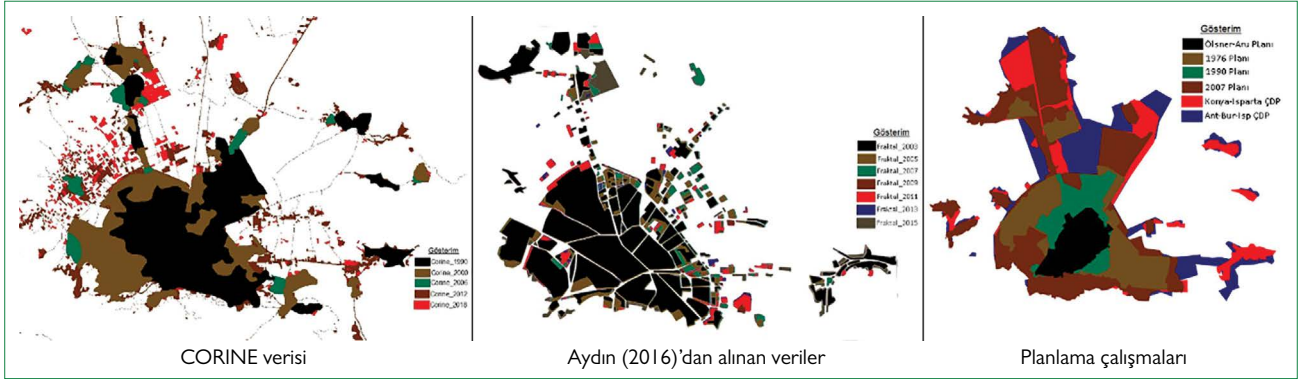 Gösterim
Corine_1990
Corine_2000
Corine_2006
Corine_2012
Corine_2018
CORINE verisi
Gösterim
Fraktal_2003
Fraktal_2005
Fraktal_2007
Fraktal_2009
Fraktal_2011
Fraktal_2013
Fraktal_2015
Aydın (2016)'dan alınan veriler
Gösterim
Ölsner-Aru PLanı
1976 Planı
1990 Planı
2007 Planı
Konya-Isparta ÇDP
Ant-Bur-Isp ÇDP
Planlama çalışmaları